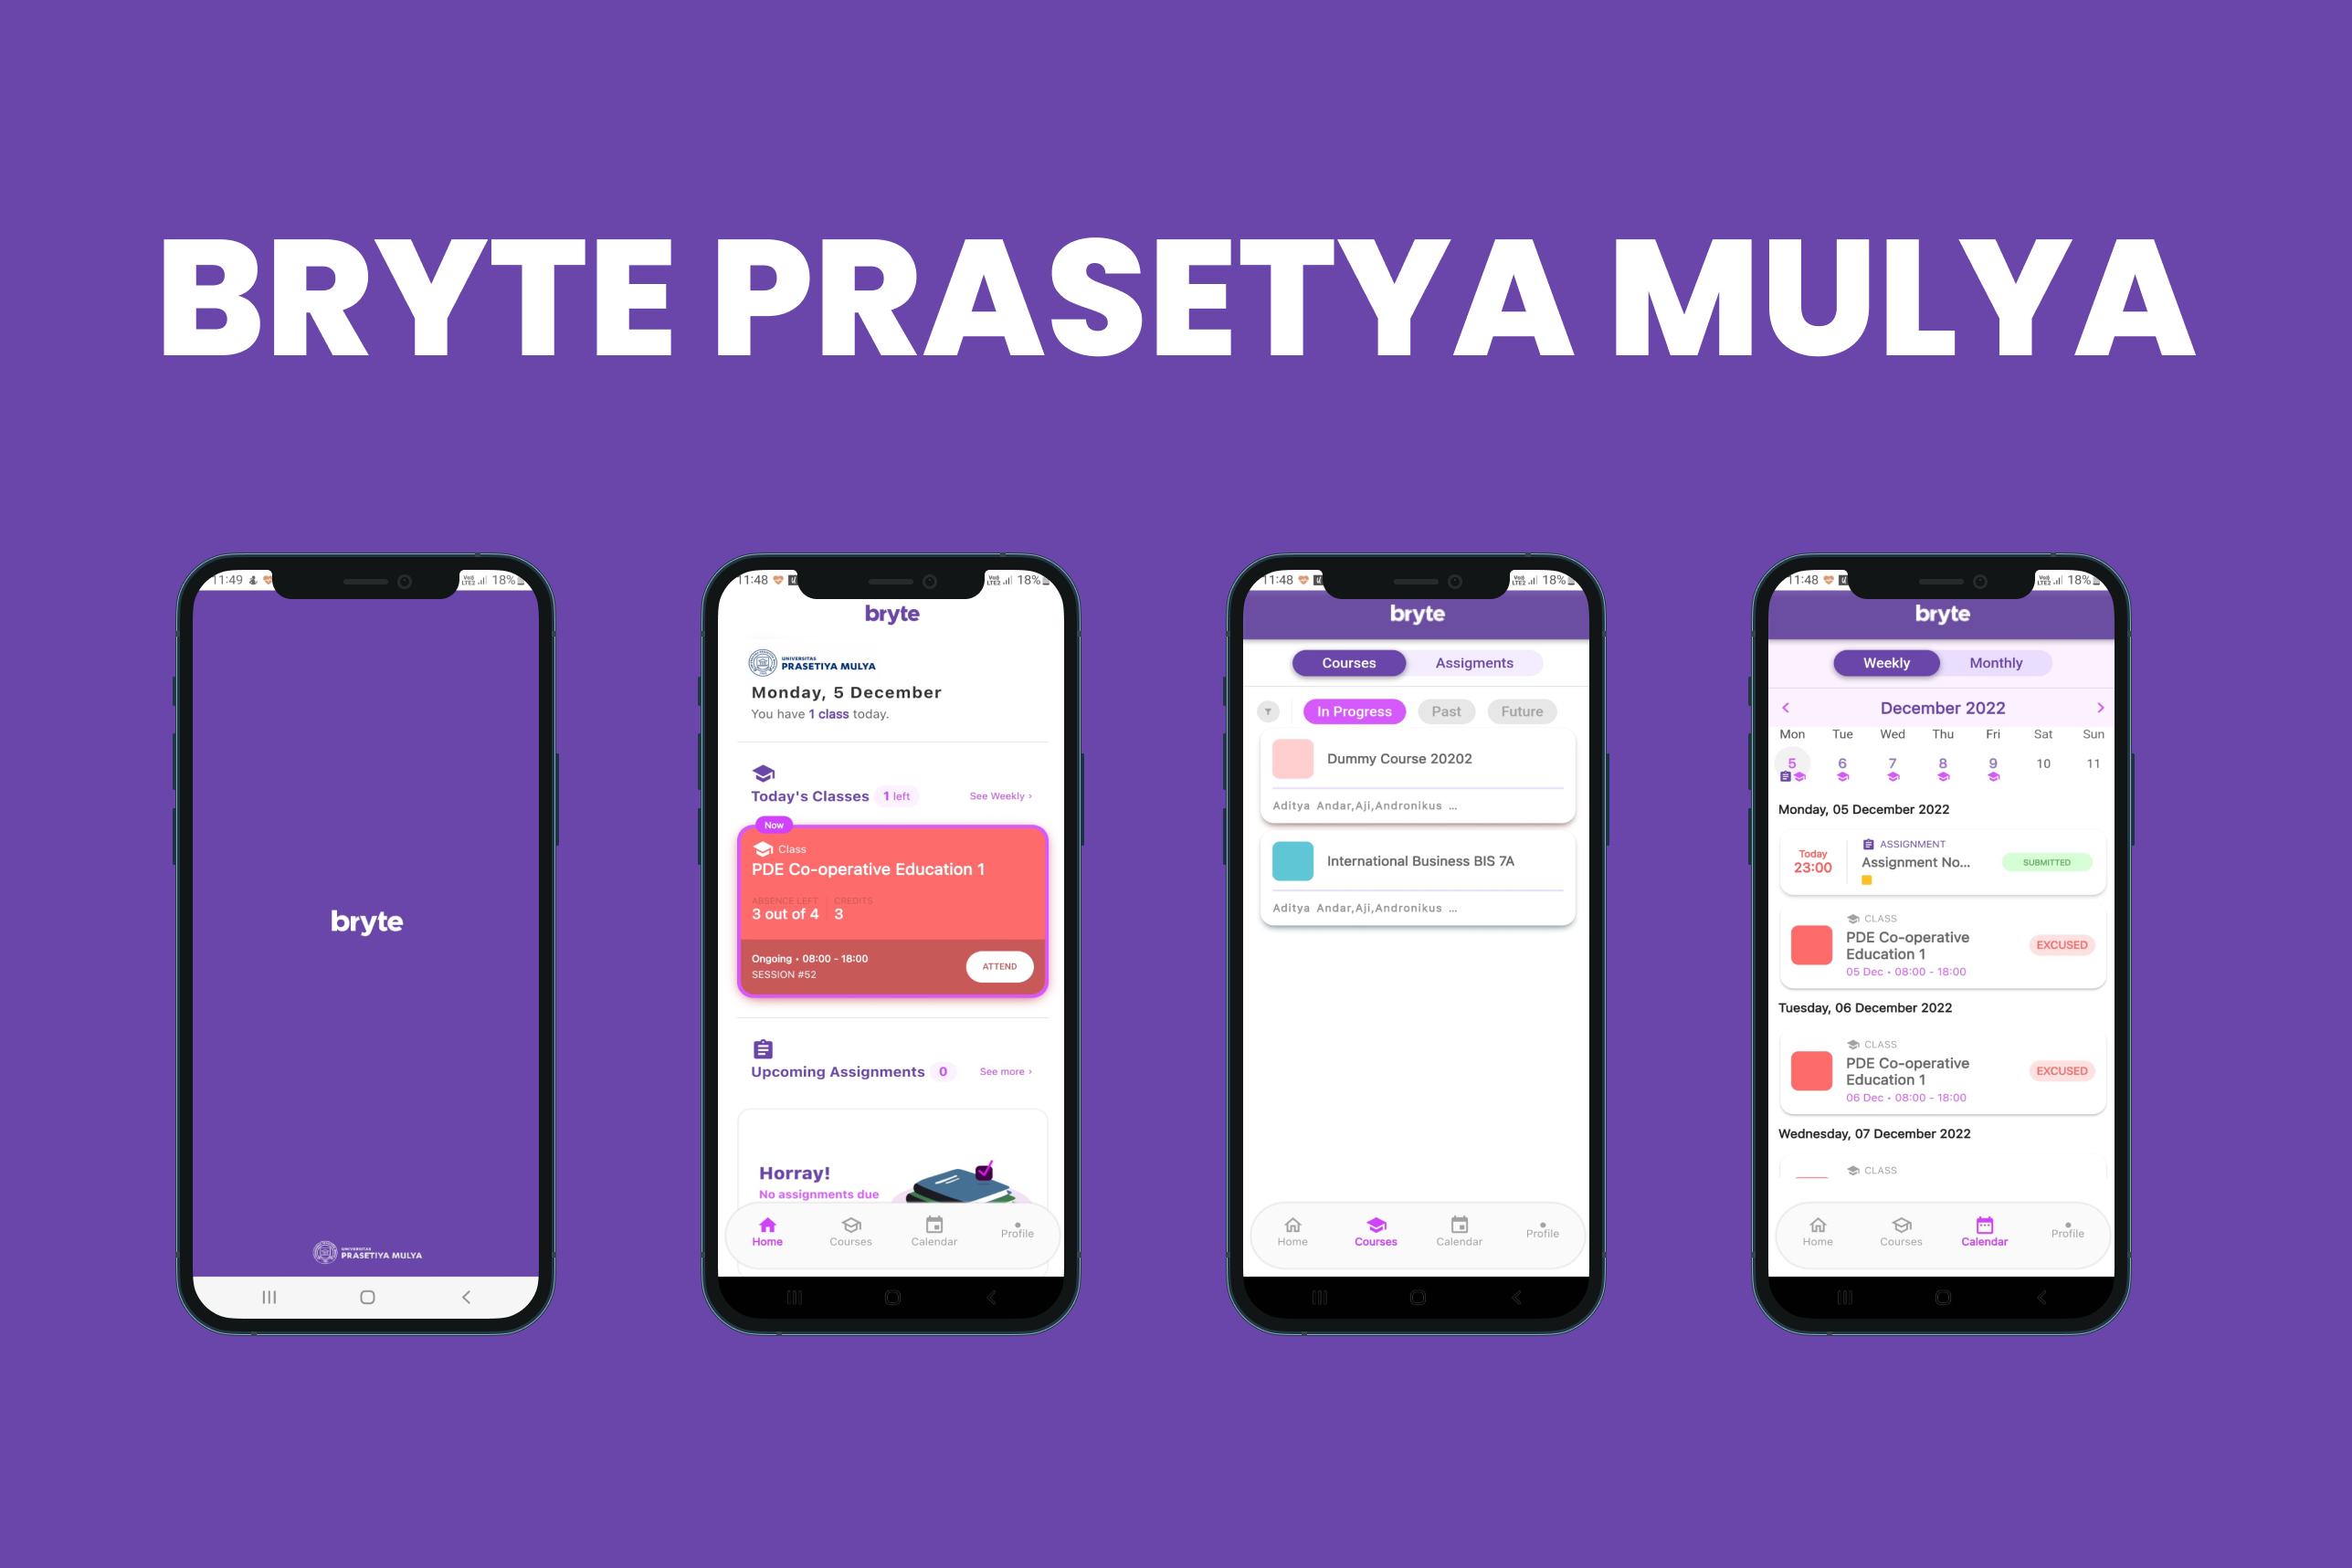 BRYTE PRASETYA MULYA
11:49
18%
bryte
UNIVERSITAS
PRASETIYA MULYA
11:48
18%
bryte
UNIVERSITAS
PRASETIYA MULYA
Monday, 5 December
You have 1 class today.
Today's Classes 1 left See Weekly ›
Now
Class
PDE Co-operative Education 1
ABSENCE LEFT CREDITS
3 out of 4 3
Ongoing • 08:00 - 18:00
SESSION #52
ATTEND
Upcoming Assignments 0 See more ›
Horray!
No assignments due
Home Courses Calendar Profile
11:48
18%
bryte
Courses Assigments
In Progress Past Future
Dummy Course 20202
Aditya Andar,Aji,Andronikus ...
International Business BIS 7A
Aditya Andar,Aji,Andronikus ...
Home Courses Calendar Profile
11:48
18%
bryte
Weekly Monthly
December 2022
Mon Tue Wed Thu Fri Sat Sun
5 6 7 8 9 10 11
Monday, 05 December 2022
Today
23:00
ASSIGNMENT
Assignment No...
SUBMITTED
CLASS
PDE Co-operative
Education 1
05 Dec • 08:00 - 18:00
EXCUSED
Tuesday, 06 December 2022
CLASS
PDE Co-operative
Education 1
06 Dec • 08:00 - 18:00
EXCUSED
Wednesday, 07 December 2022
CLASS
Home Courses Calendar Profile